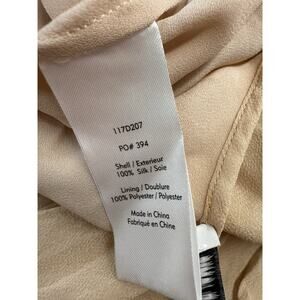 117D207
PO# 394
Shell / Exterieur
100% Silk / Soie
Lining / Doublure
100% Polyester / Polyester
Made in China
Fabriqué en Chine